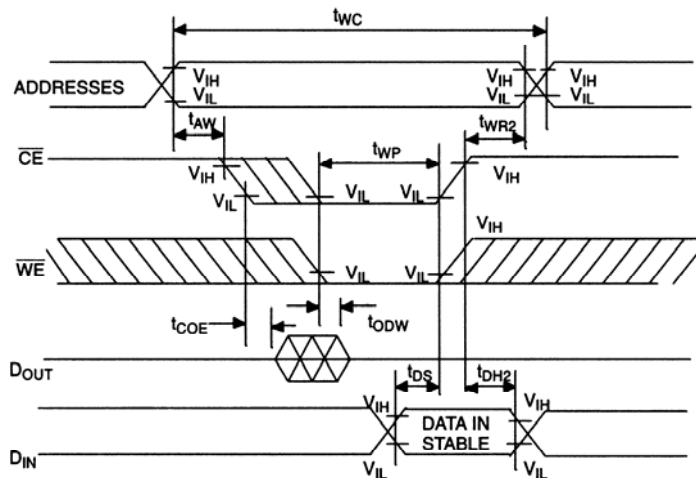 tWC
ADDRESSES
VIH
VIL
VIH
VIL
VIH
VIL
tAW
tWR2
CE
VIH
VIL
tWP
VIL
VIL
VIH
WE
VIH
VIL
VIL
tCOE
tODW
DOUT
tDS
tDH2
DIN
VIH
VIL
DATA IN
STABLE
VIH
VIL